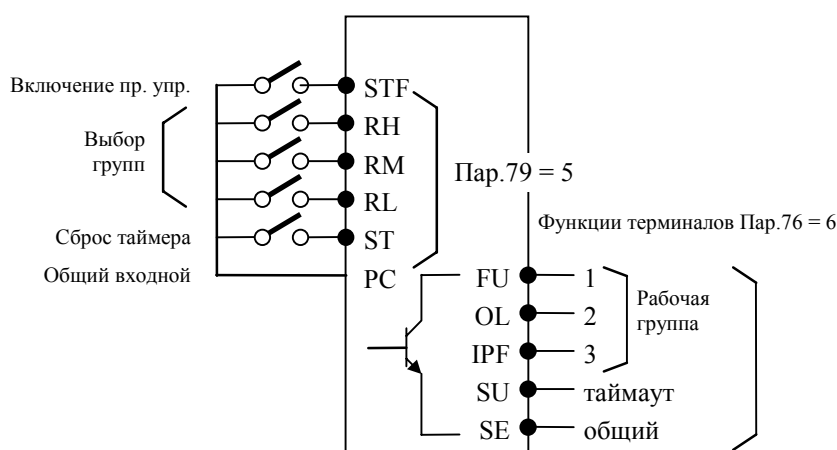 Включение пр. упр.
STF
RH
Выбор
групп
RM
Пар.79 = 5
RL
Функции терминалов Пар.76 = 6
Сброс таймера
ST
Общий входной
PC
FU
1
OL
2
Рабочая
группа
IPF
3
SU
таймаут
SE
общий